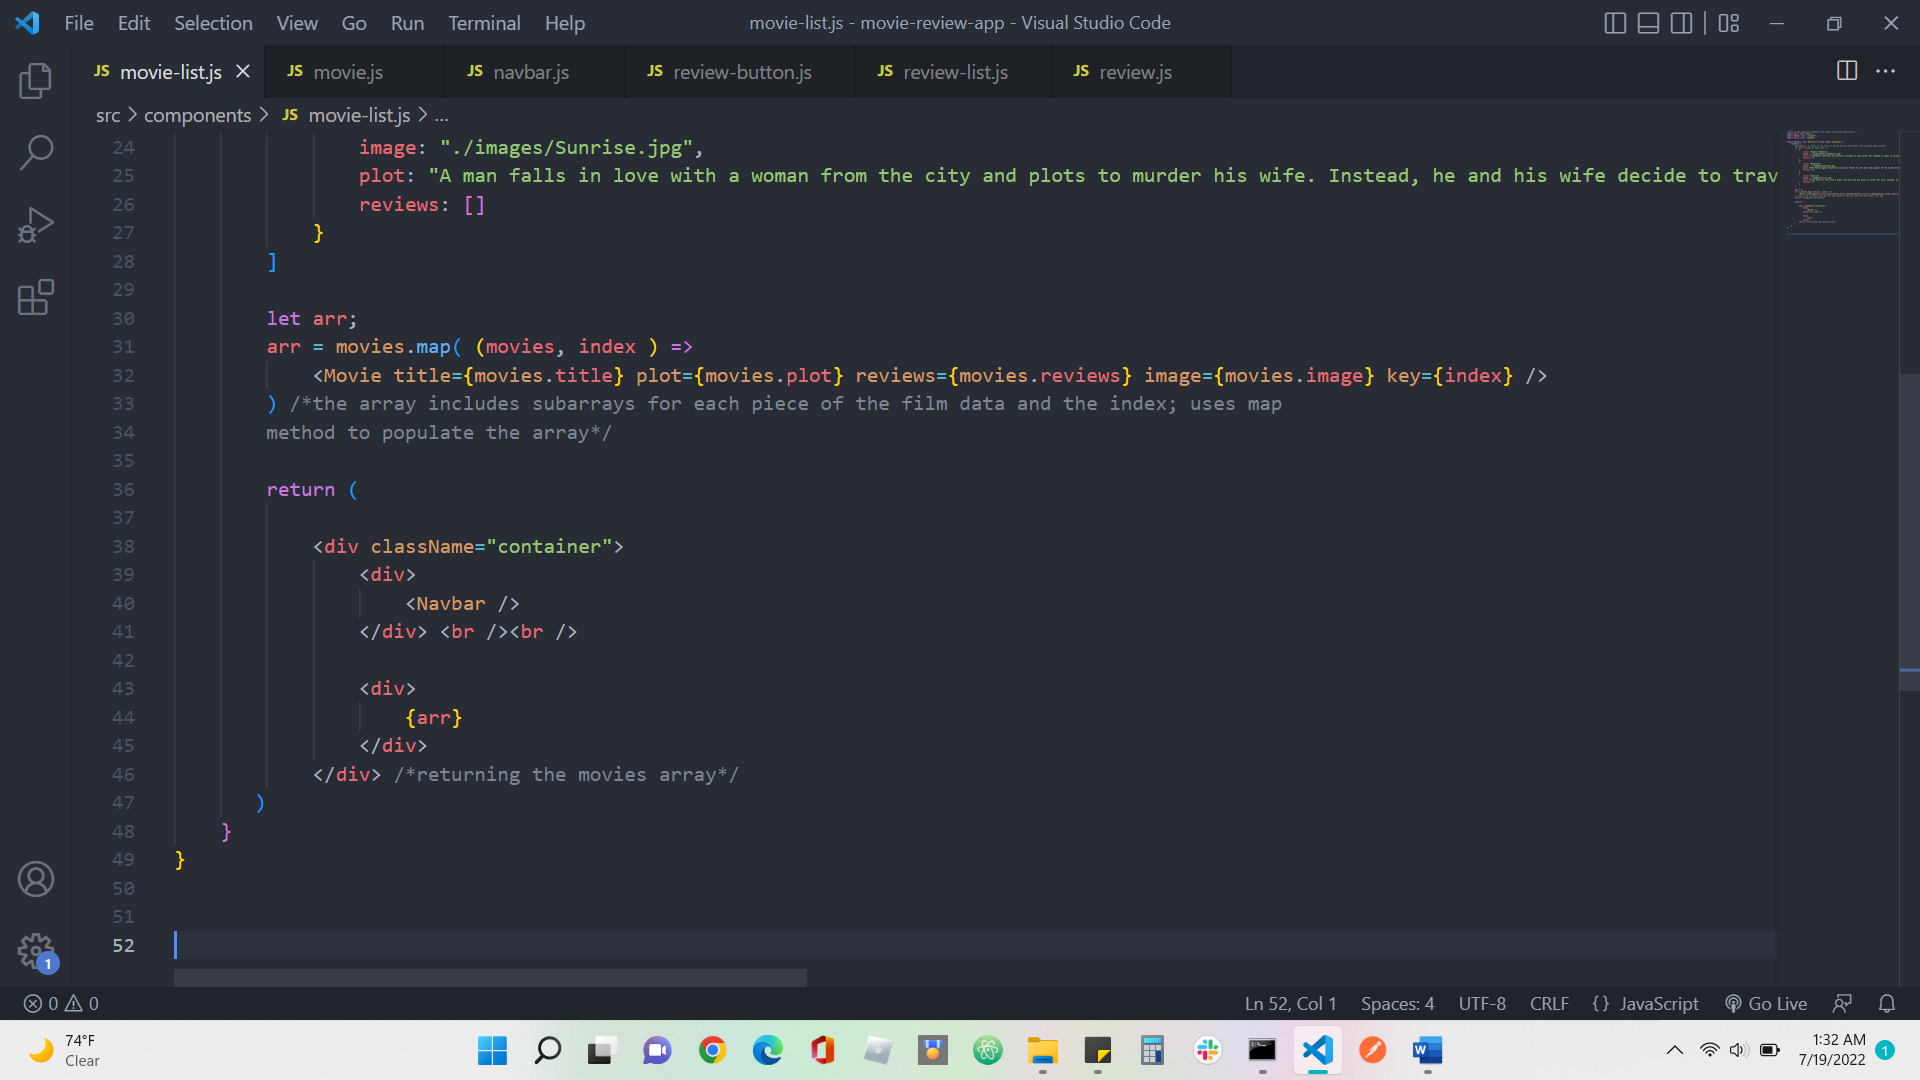 File Edit Selection View Go Run Terminal Help
movie-list.js - movie-review-app - Visual Studio Code
JS movie-list.js JS movie.js JS navbar.js JS review-button.js JS review-list.js JS review.js
src > components > JS movie-list.js > ...
24 image: "./images/Sunrise.jpg",
25 plot: "A man falls in love with a woman from the city and plots to murder his wife. Instead, he and his wife decide to trav
26 reviews: []
27 }
28 ]
29
30 let arr;
31 arr = movies.map( (movies, index ) =>
32 <Movie title={movies.title} plot={movies.plot} reviews={movies.reviews} image={movies.image} key={index} />
33 ) /*the array includes subarrays for each piece of the film data and the index; uses map
34 method to populate the array*/
35
36 return (
37
38 <div className="container">
39 <div>
40 <Navbar />
41 </div> <br /><br />
42
43 <div>
44 {arr}
45 </div>
46 </div> /*returning the movies array*/
47 )
48 }
49 }
50
51
52
1
0 0 Ln 52, Col 1 Spaces: 4 UTF-8 CRLF {} JavaScript Go Live
74°F
Clear
W
1:32 AM
7/19/2022
1